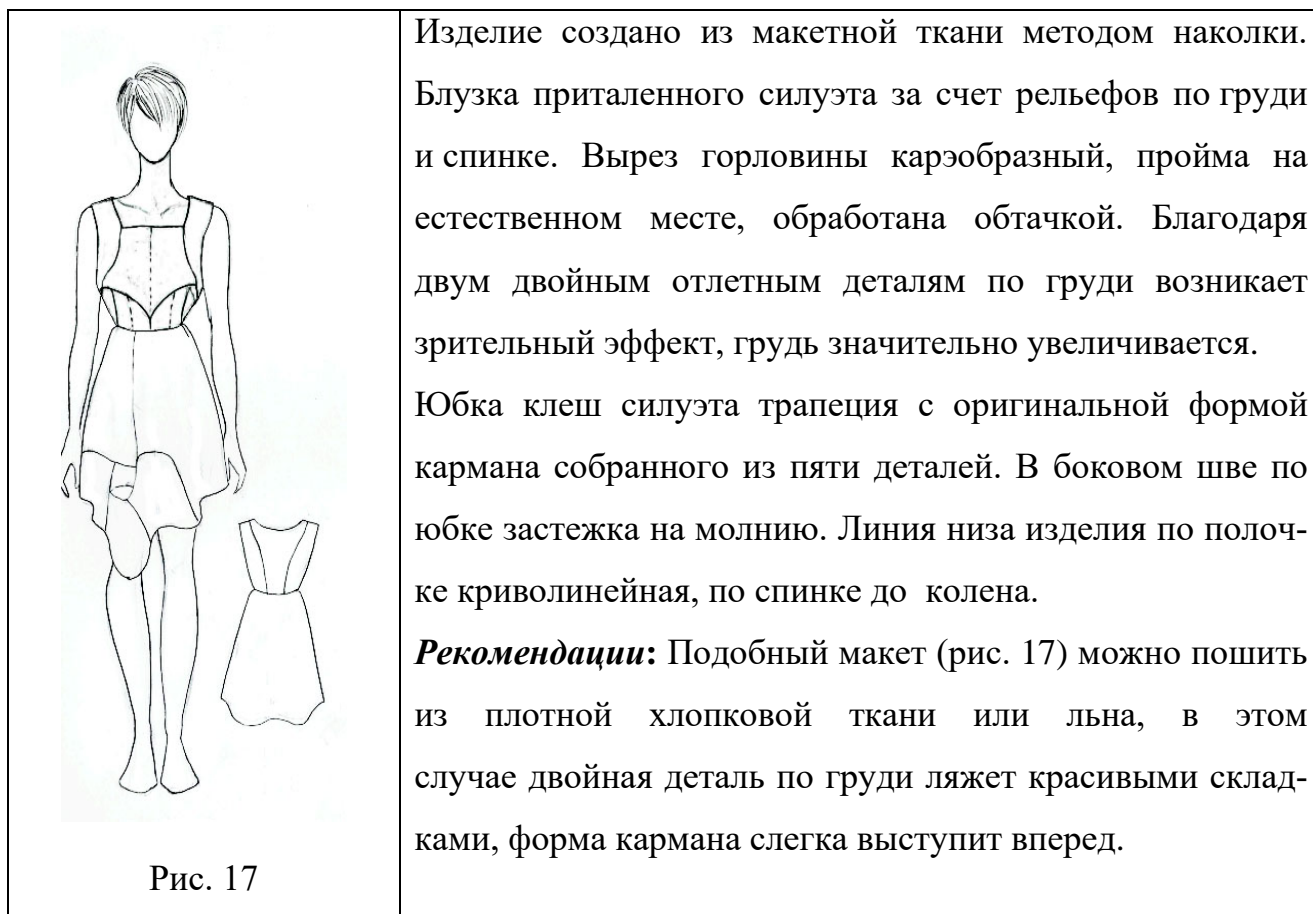 Изделие создано из макетной ткани методом наколки.
Блузка приталенного силуэта за счет рельефов по груди
и спинке. Вырез горловины карэобразный, пройма на
естественном месте, обработана обтачкой. Благодаря
двум двойным отлетным деталям по груди возникает
зрительный эффект, грудь значительно увеличивается.
Юбка клеш силуэта трапеция с оригинальной формой
кармана собранного из пяти деталей. В боковом шве по
юбке застежка на молнию. Линия низа изделия по полоч-
ке криволинейная, по спинке до колена.
Рекомендации: Подобный макет (рис. 17) можно пошить
из плотной хлопковой ткани или льна, в этом
случае двойная деталь по груди ляжет красивыми склад-
ками, форма кармана слегка выступит вперед.
Рис. 17